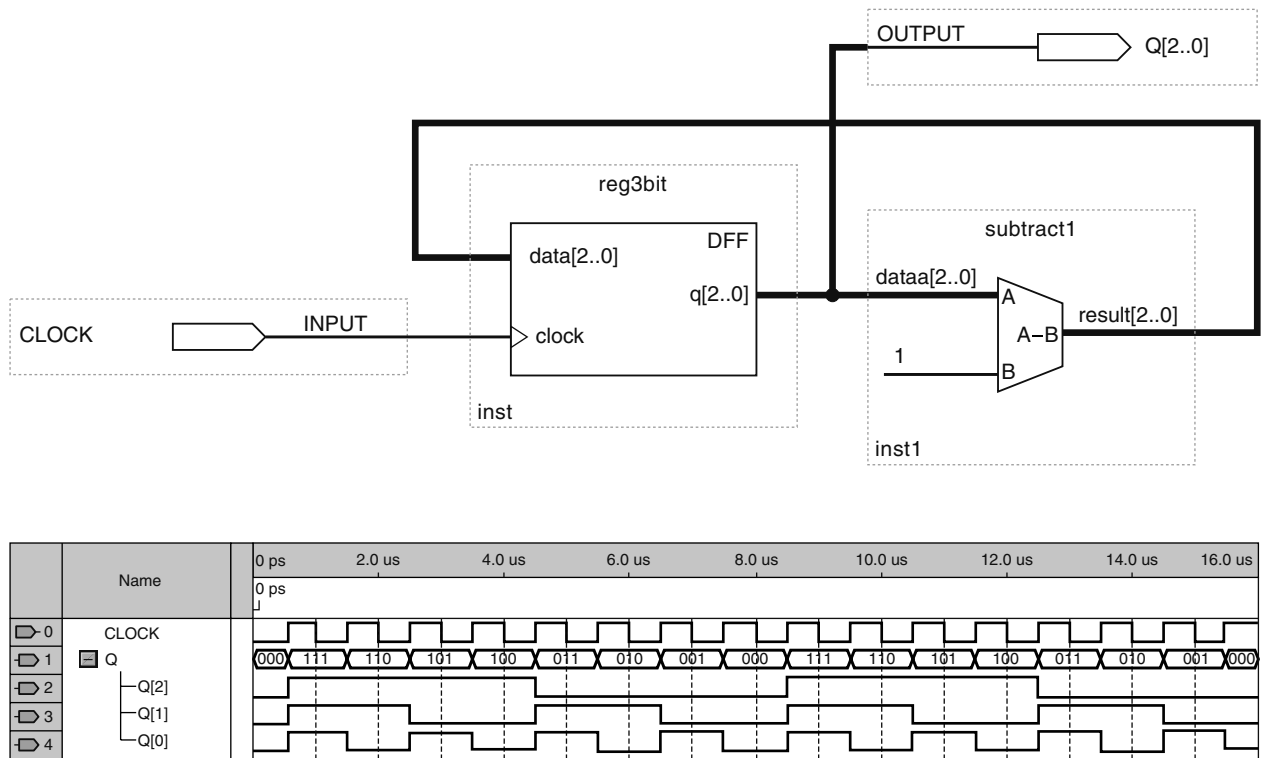 OUTPUT
Q[2..0]
reg3bit
subtract1
DFF
data[2..0]
dataa[2..0]
q[2..0]
A
result[2..0]
CLOCK
INPUT
clock
A–B
1
B
inst
inst1
Name
0 ps
2.0 us
4.0 us
6.0 us
8.0 us
10.0 us
12.0 us
14.0 us
16.0 us
0 ps
0
CLOCK
1
Q
000 111 110 101 100 011 010 001 000 111 110 101 100 011 010 001 000
2
Q[2]
3
Q[1]
4
Q[0]